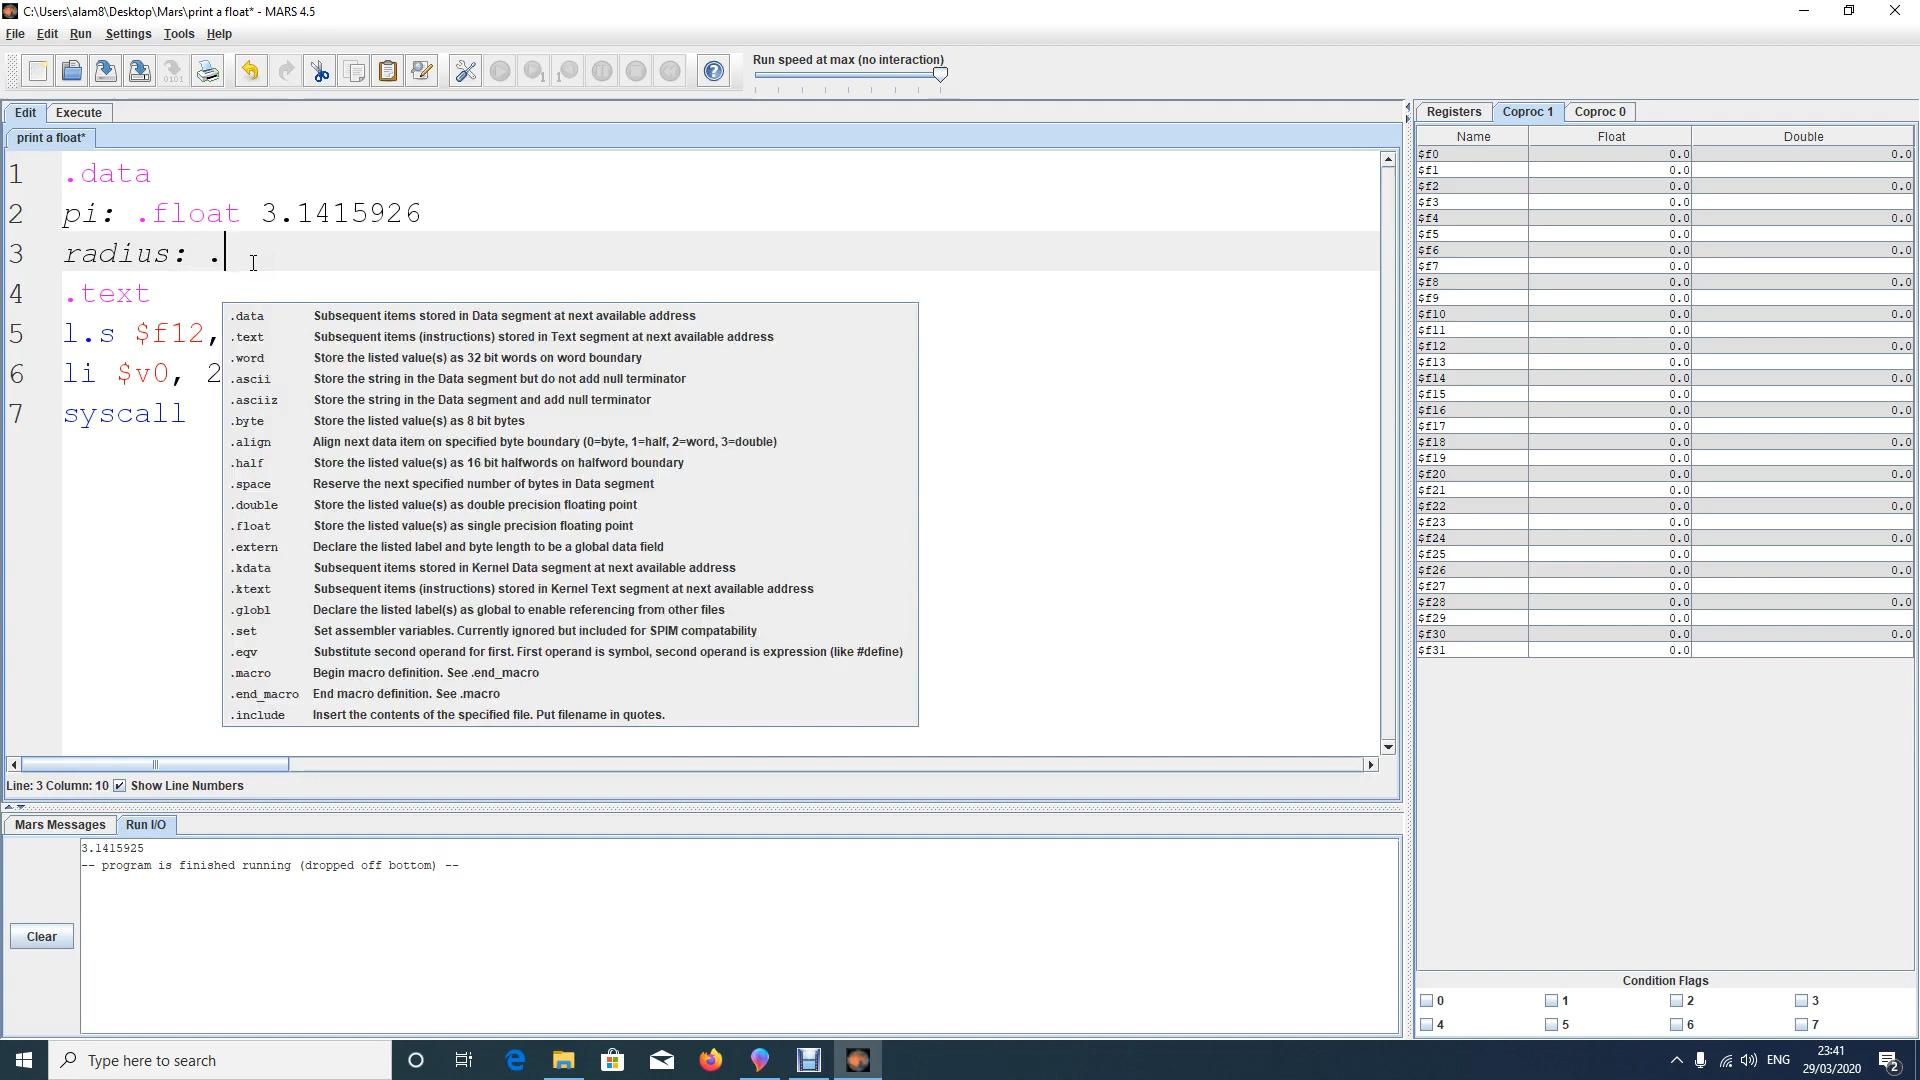 C:\Users\alam8\Desktop\Mars\print a float* - MARS 4.5
File Edit Run Settings Tools Help
Run speed at max (no interaction)
Edit Execute
print a float*
1 .data
2 pi: .float 3.1415926
3 radius: .
4 .text
5 l.s $f12,
6 li $v0, 2
7 syscall
.data Subsequent items stored in Data segment at next available address
.text Subsequent items (instructions) stored in Text segment at next available address
.word Store the listed value(s) as 32 bit words on word boundary
.ascii Store the string in the Data segment but do not add null terminator
.asciiz Store the string in the Data segment and add null terminator
.byte Store the listed value(s) as 8 bit bytes
.align Align next data item on specified byte boundary (0=byte, 1=half, 2=word, 3=double)
.half Store the listed value(s) as 16 bit halfwords on halfword boundary
.space Reserve the next specified number of bytes in Data segment
.double Store the listed value(s) as double precision floating point
.float Store the listed value(s) as single precision floating point
.extern Declare the listed label and byte length to be a global data field
.kdata Subsequent items stored in Kernel Data segment at next available address
.ktext Subsequent items (instructions) stored in Kernel Text segment at next available address
.globl Declare the listed label(s) as global to enable referencing from other files
.set Set assembler variables. Currently ignored but included for SPIM compatability
.eqv Substitute second operand for first. First operand is symbol, second operand is expression (like #define)
.macro Begin macro definition. See .end_macro
.end_macro End macro definition. See .macro
.include Insert the contents of the specified file. Put filename in quotes.
Line: 3 Column: 10 Show Line Numbers
Mars Messages Run I/O
3.1415925
-- program is finished running (dropped off bottom) --
Clear
Registers Coproc 1 Coproc 0
Name Float Double
$f0 0.0 0.0
$f1 0.0
$f2 0.0 0.0
$f3 0.0
$f4 0.0 0.0
$f5 0.0
$f6 0.0 0.0
$f7 0.0
$f8 0.0 0.0
$f9 0.0
$f10 0.0 0.0
$f11 0.0
$f12 0.0 0.0
$f13 0.0
$f14 0.0 0.0
$f15 0.0
$f16 0.0 0.0
$f17 0.0
$f18 0.0 0.0
$f19 0.0
$f20 0.0 0.0
$f21 0.0
$f22 0.0 0.0
$f23 0.0
$f24 0.0 0.0
$f25 0.0
$f26 0.0 0.0
$f27 0.0
$f28 0.0 0.0
$f29 0.0
$f30 0.0 0.0
$f31 0.0
Condition Flags
0 1 2 3
4 5 6 7
Type here to search
ENG
23:41
29/03/2020
2